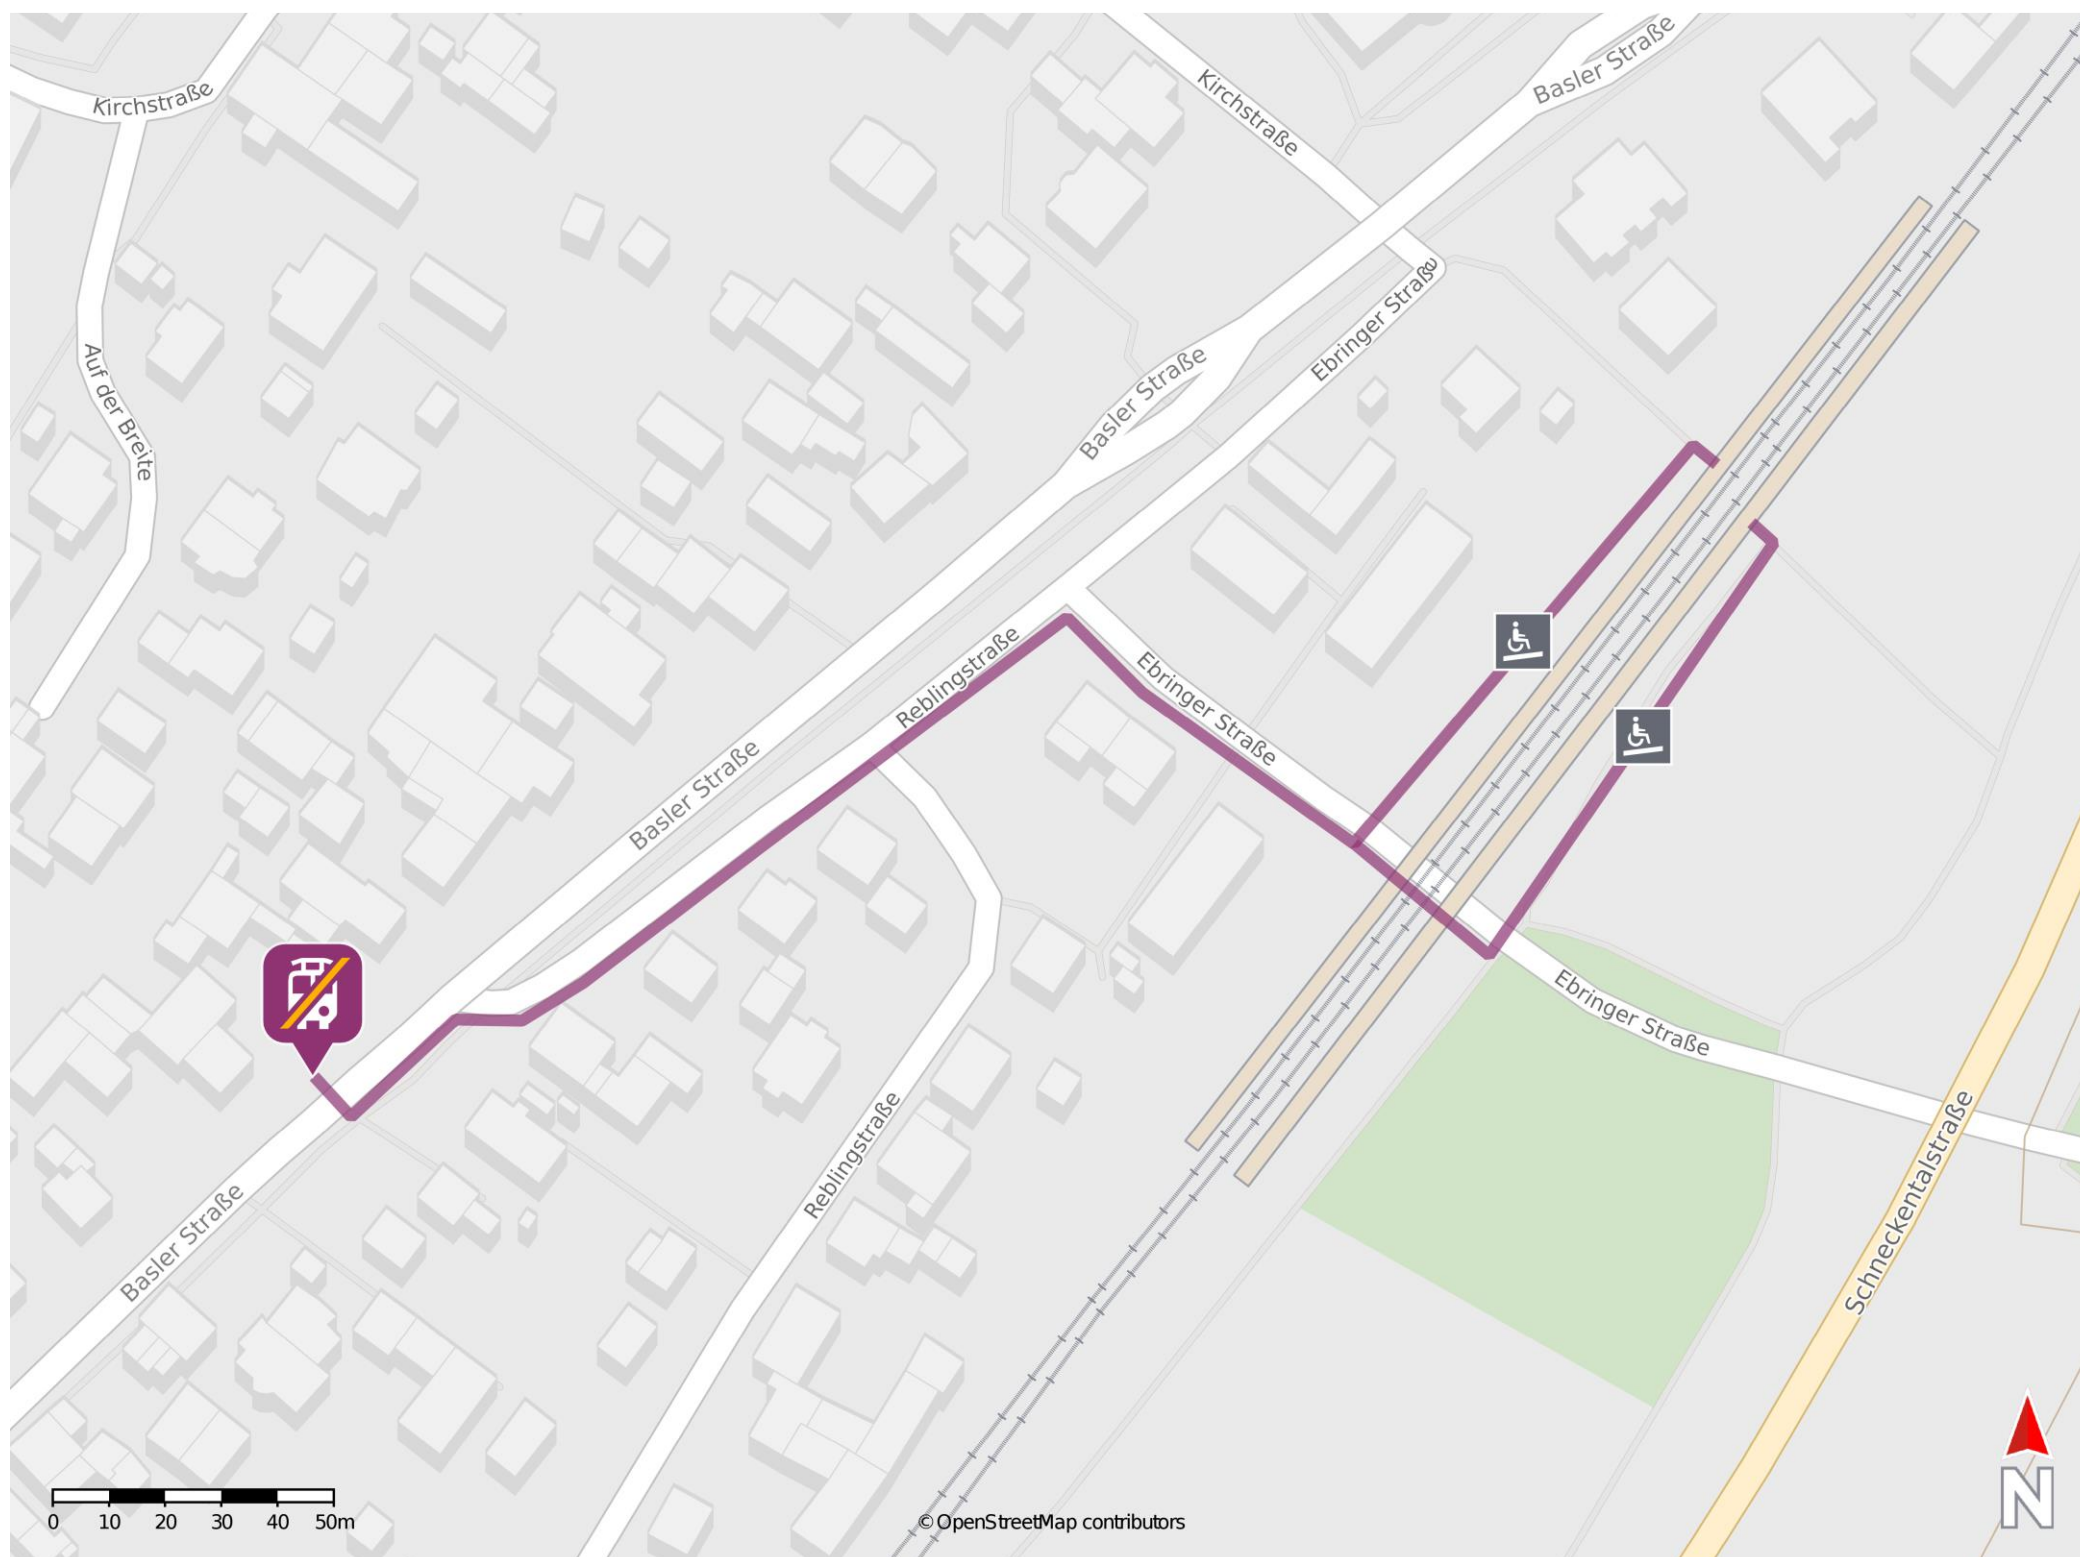 Basler Straße
Kirchstraße
Kirchstraße
Ebringer Straße
Auf der Breite
Basler Straße
Reblingstraße
Ebringer Straße
Basler Straße
Ebringer Straße
Reblingstraße
Schneckentalstraße
Basler Straße
N
0 10 20 30 40 50m
© OpenStreetMap contributors